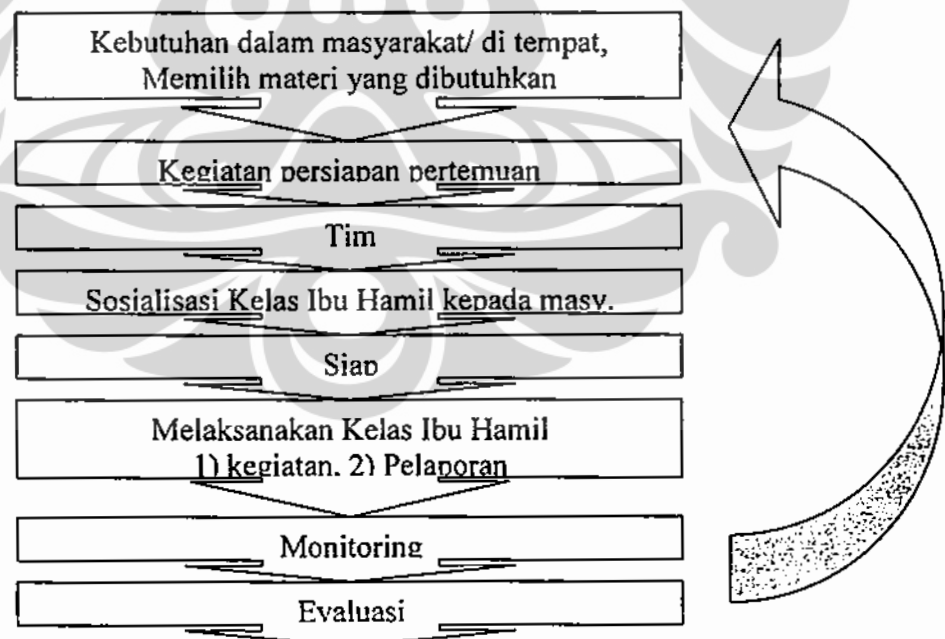 Kebutuhan dalam masyarakat/ di tempat,
Memilih materi yang dibutuhkan
Kegiatan persiapan pertemuan
Tim
Sosialisasi Kelas Ibu Hamil kepada masy.
Siap
Melaksanakan Kelas Ibu Hamil
1) kegiatan, 2) Pelaporan
Monitoring
Evaluasi